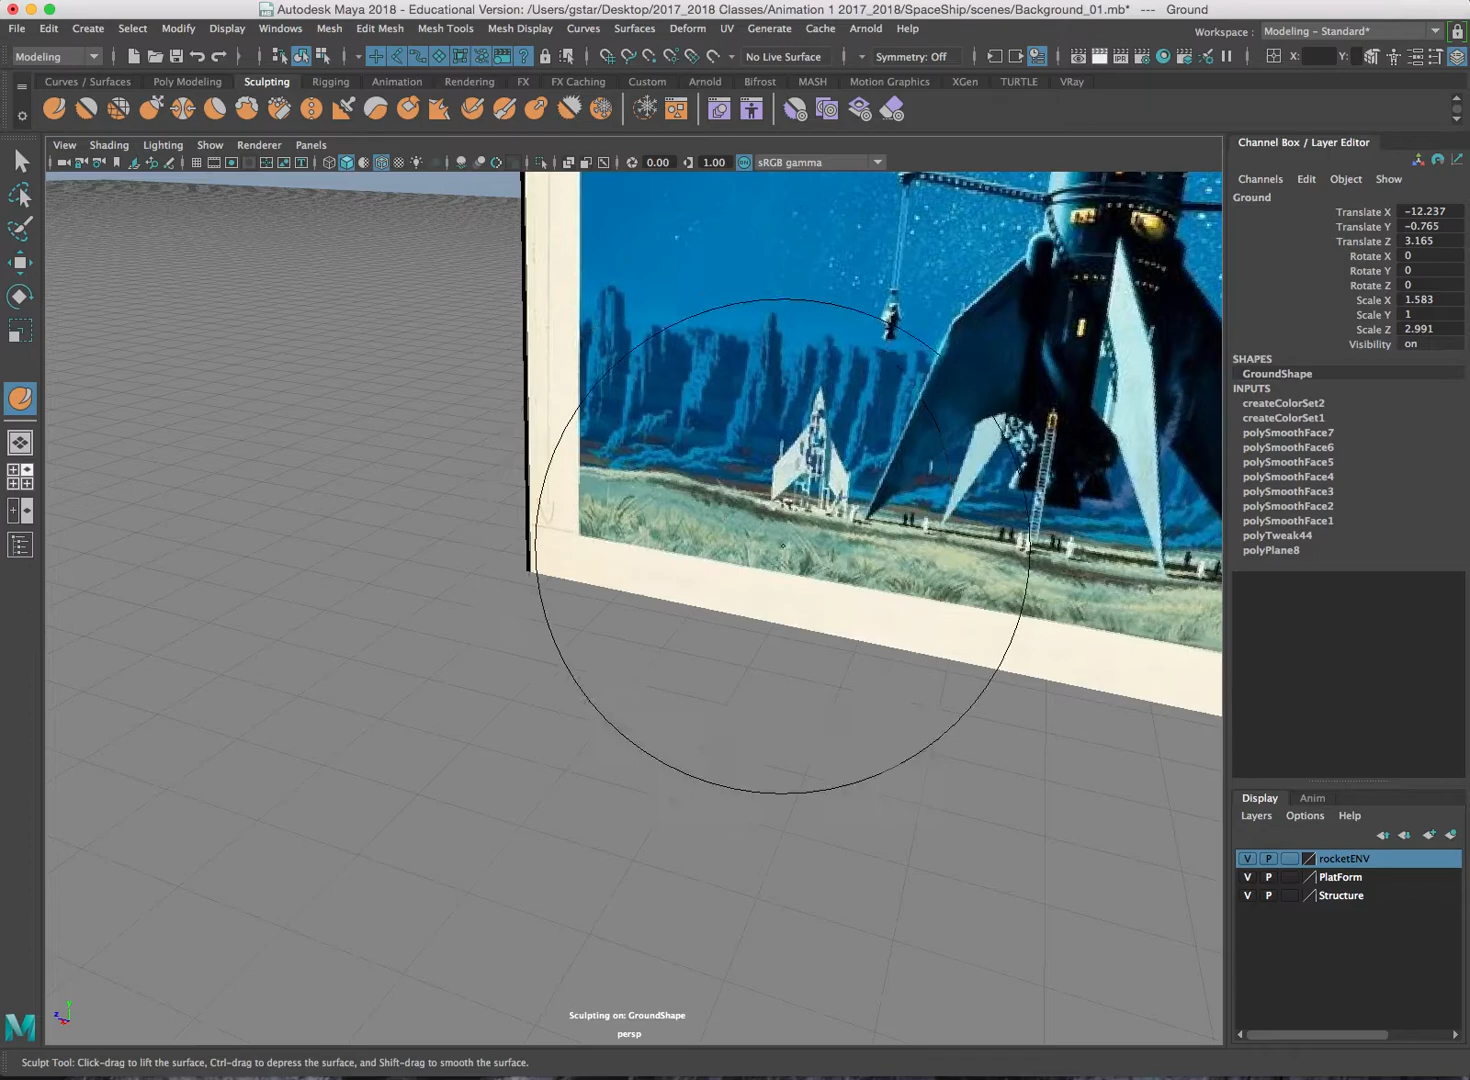 Autodesk Maya 2018 - Educational Version: /Users/gstar/Desktop/2017_2018 Classes/Animation 1 2017_2018/SpaceShip/scenes/Background_01.mb* --- Ground
File Edit Create Select Modify Display Windows Mesh Edit Mesh Mesh Tools Mesh Display Curves Surfaces Deform UV Generate Cache Arnold Help Workspace : Modeling - Standard*
Modeling No Live Surface Symmetry: Off X: Y:
Curves / Surfaces Poly Modeling Sculpting Rigging Animation Rendering FX FX Caching Custom Arnold Bifrost MASH Motion Graphics XGen TURTLE VRay
View Shading Lighting Show Renderer Panels
0.00 1.00 sRGB gamma
Channel Box / Layer Editor
Channels Edit Object Show
Ground
Translate X -12.237
Translate Y -0.765
Translate Z 3.165
Rotate X 0
Rotate Y 0
Rotate Z 0
Scale X 1.583
Scale Y 1
Scale Z 2.991
Visibility on
SHAPES
GroundShape
INPUTS
createColorSet2
createColorSet1
polySmoothFace7
polySmoothFace6
polySmoothFace5
polySmoothFace4
polySmoothFace3
polySmoothFace2
polySmoothFace1
polyTweak44
polyPlane8
Display Anim
Layers Options Help
V P rocketENV
V P PlatForm
V P Structure
Sculpting on: GroundShape
persp
Sculpt Tool: Click-drag to lift the surface, Ctrl-drag to depress the surface, and Shift-drag to smooth the surface.